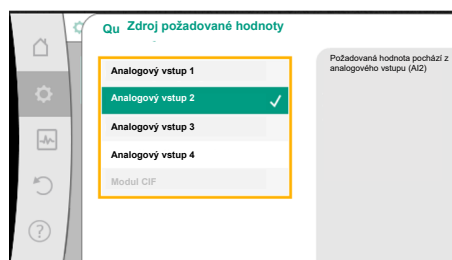 Qu Zdroj požadované hodnoty
Požadovaná hodnota pochází z
analogového vstupu (AI2)
Analogový vstup 1
Analogový vstup 2
Analogový vstup 3
Analogový vstup 4
Modul CIF